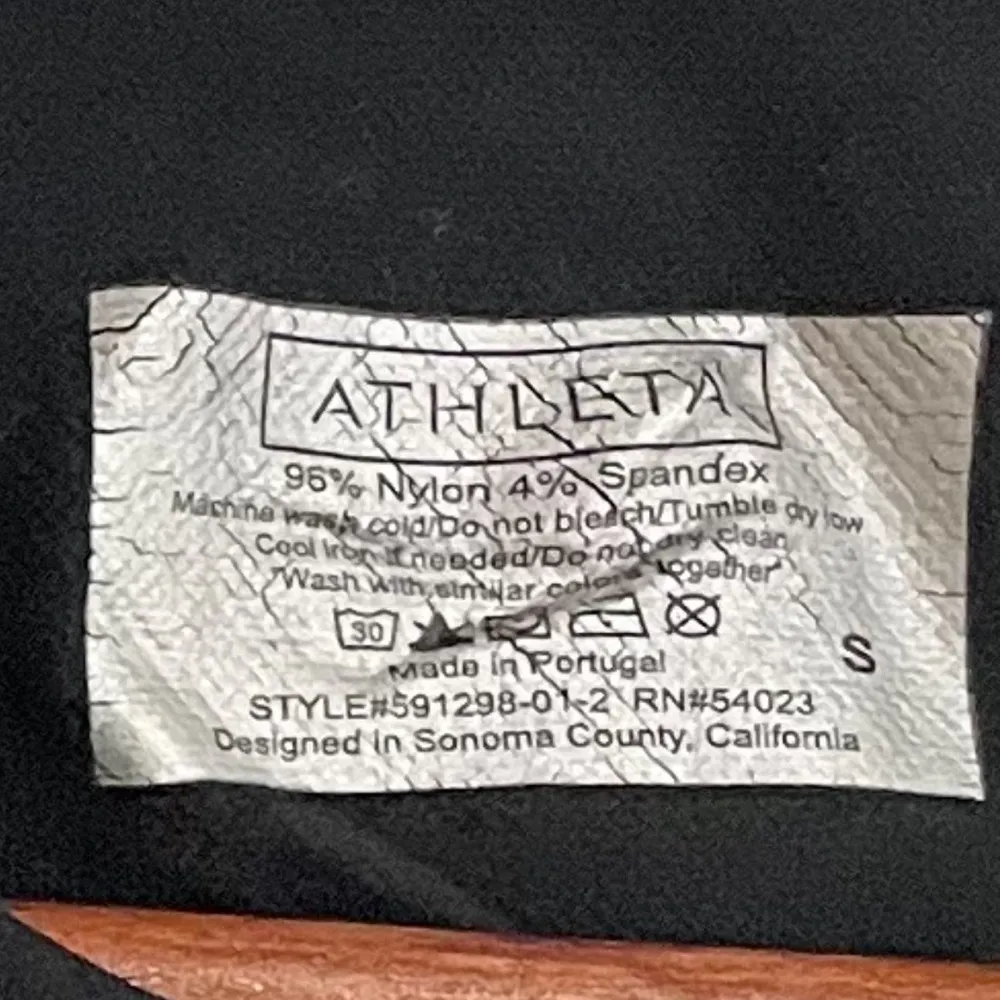 ATHLETA
96% Nylon 4% Spandex
Machine wash cold/Do not bleach/Tumble dry low
Cool Iron if needed/Do not dry clean
"Wash with similar colors together"
30
Made in Portugal
STYLE#591298-01-2 RN#54023
Designed in Sonoma County, California
S